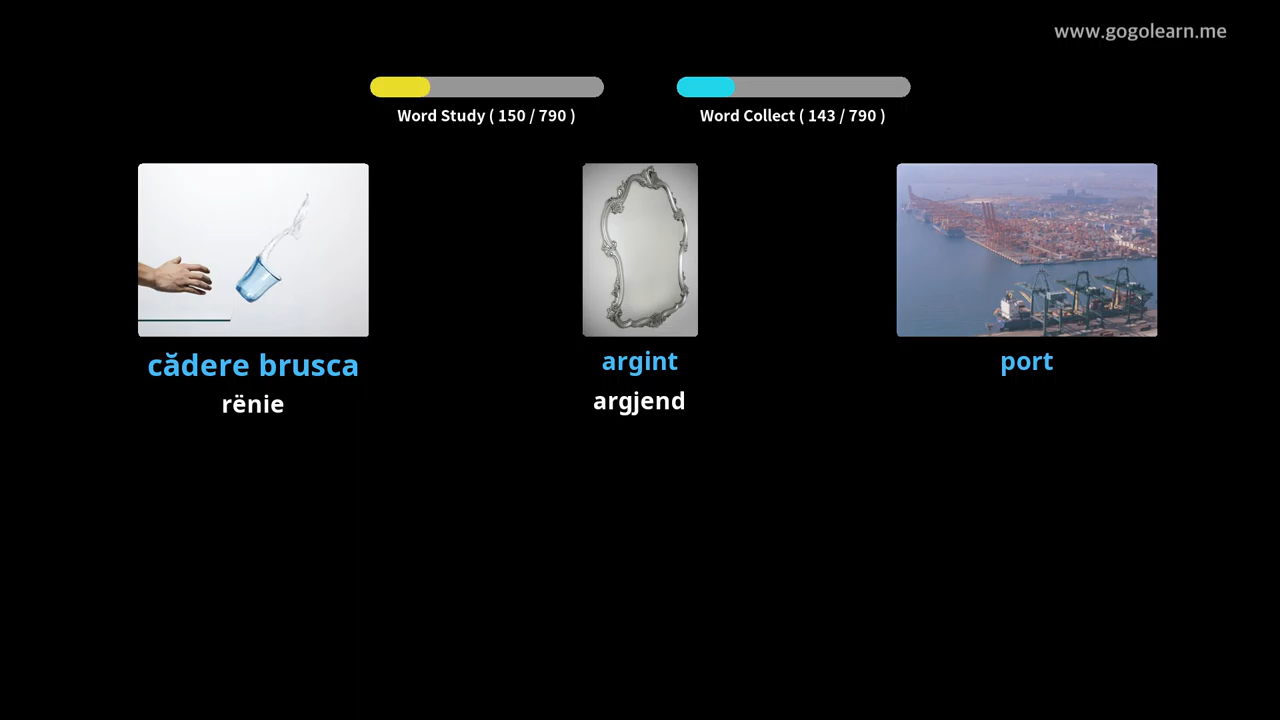 www.gogolearn.me
Word Study ( 150 / 790 )
Word Collect ( 143 / 790 )
cădere brusca
rënie
argint
argjend
port